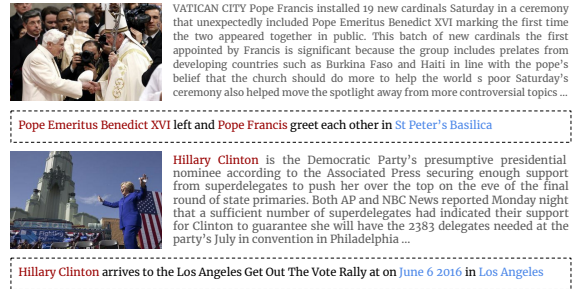 VATICAN CITY Pope Francis installed 19 new cardinals Saturday in a ceremony
that unexpectedly included Pope Emeritus Benedict XVI marking the first time
the two appeared together in public. This batch of new cardinals the first
appointed by Francis is significant because the group includes prelates from
developing countries such as Burkina Faso and Haiti in line with the pope's
belief that the church should do more to help the world s poor Saturday's
ceremony also helped move the spotlight away from more controversial topics ...
Pope Emeritus Benedict XVI left and Pope Francis greet each other in St Peter's Basilica
Hillary Clinton is the Democratic Party's presumptive presidential
nominee according to the Associated Press securing enough support
from superdelegates to push her over the top on the eve of the final
round of state primaries. Both AP and NBC News reported Monday night
that a sufficient number of superdelegates had indicated their support
for Clinton to guarantee she will have the 2383 delegates needed at the
party's July in convention in Philadelphia ...
Hillary Clinton arrives to the Los Angeles Get Out The Vote Rally at on June 6 2016 in Los Angeles